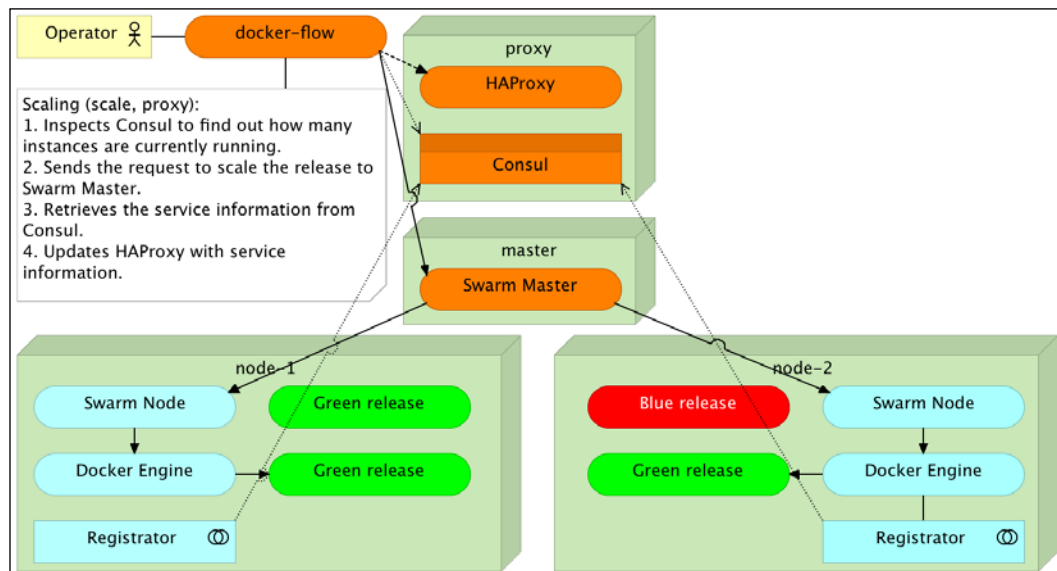 Operator
docker-flow
Scaling (scale, proxy):
1. Inspects Consul to find out how many
instances are currently running.
2. Sends the request to scale the release to
Swarm Master.
3. Retrieves the service information from
Consul.
4. Updates HAProxy with service
information.
proxy
HAProxy
Consul
master
Swarm Master
node-1
Swarm Node
Green release
Docker Engine
Green release
Registrator
node-2
Blue release
Swarm Node
Green release
Docker Engine
Registrator